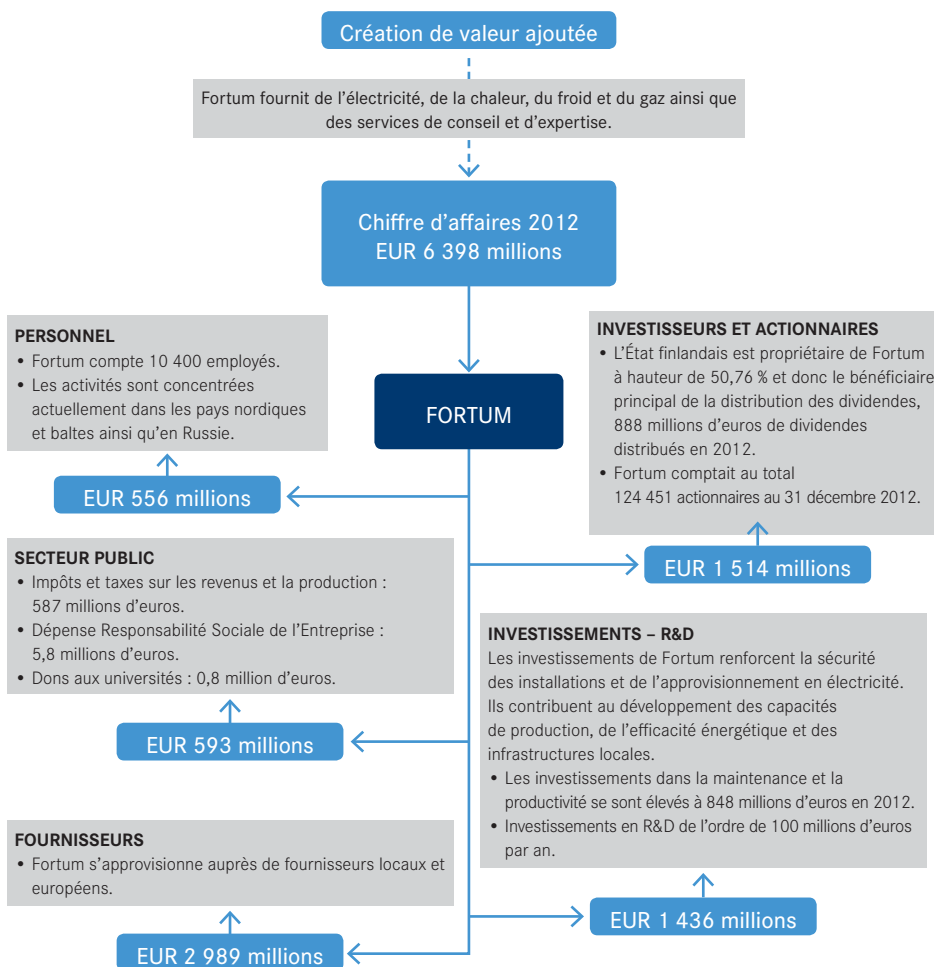 Création de valeur ajoutée
Fortum fournit de l'électricité, de la chaleur, du froid et du gaz ainsi que
des services de conseil et d'expertise.
Chiffre d'affaires 2012
EUR 6 398 millions
FORTUM
PERSONNEL
• Fortum compte 10 400 employés.
• Les activités sont concentrées
actuellement dans les pays nordiques
et baltes ainsi qu'en Russie.
EUR 556 millions
INVESTISSEURS ET ACTIONNAIRES
• L'État finlandais est propriétaire de Fortum
à hauteur de 50,76 % et donc le bénéficiaire
principal de la distribution des dividendes,
888 millions d'euros de dividendes
distribués en 2012.
• Fortum comptait au total
124 451 actionnaires au 31 décembre 2012.
EUR 1 514 millions
SECTEUR PUBLIC
• Impôts et taxes sur les revenus et la production :
587 millions d'euros.
• Dépense Responsabilité Sociale de l'Entreprise :
5,8 millions d'euros.
• Dons aux universités : 0,8 million d'euros.
EUR 593 millions
INVESTISSEMENTS – R&D
Les investissements de Fortum renforcent la sécurité
des installations et de l'approvisionnement en électricité.
Ils contribuent au développement des capacités
de production, de l'efficacité énergétique et des
infrastructures locales.
• Les investissements dans la maintenance et la
productivité se sont élevés à 848 millions d'euros en 2012.
• Investissements en R&D de l'ordre de 100 millions d'euros
par an.
EUR 1 436 millions
FOURNISSEURS
• Fortum s'approvisionne auprès de fournisseurs locaux et
européens.
EUR 2 989 millions